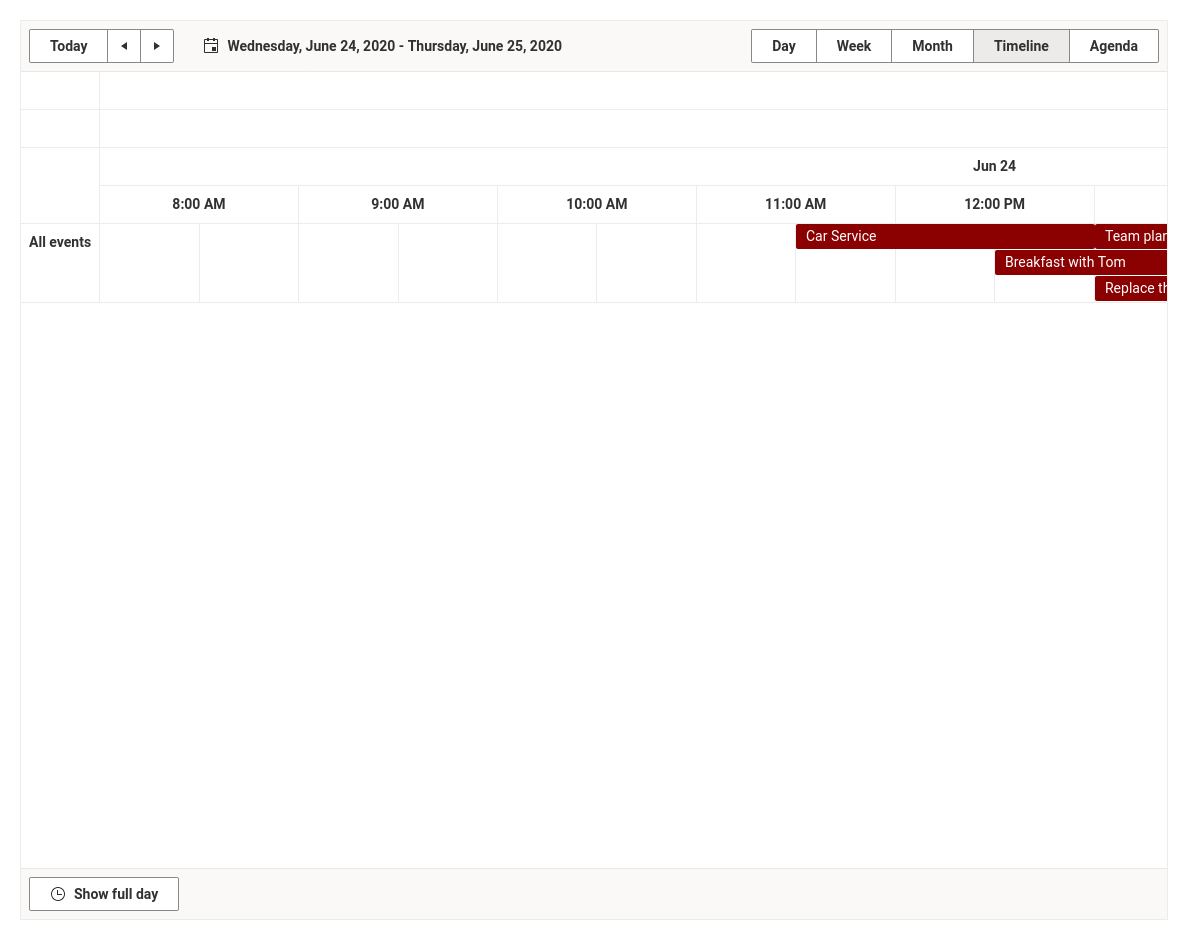 Today Wednesday, June 24, 2020 - Thursday, June 25, 2020 Day Week Month Timeline Agenda
Jun 24
8:00 AM 9:00 AM 10:00 AM 11:00 AM 12:00 PM
All events
Car Service Team plan
Breakfast with Tom
Replace th
Show full day